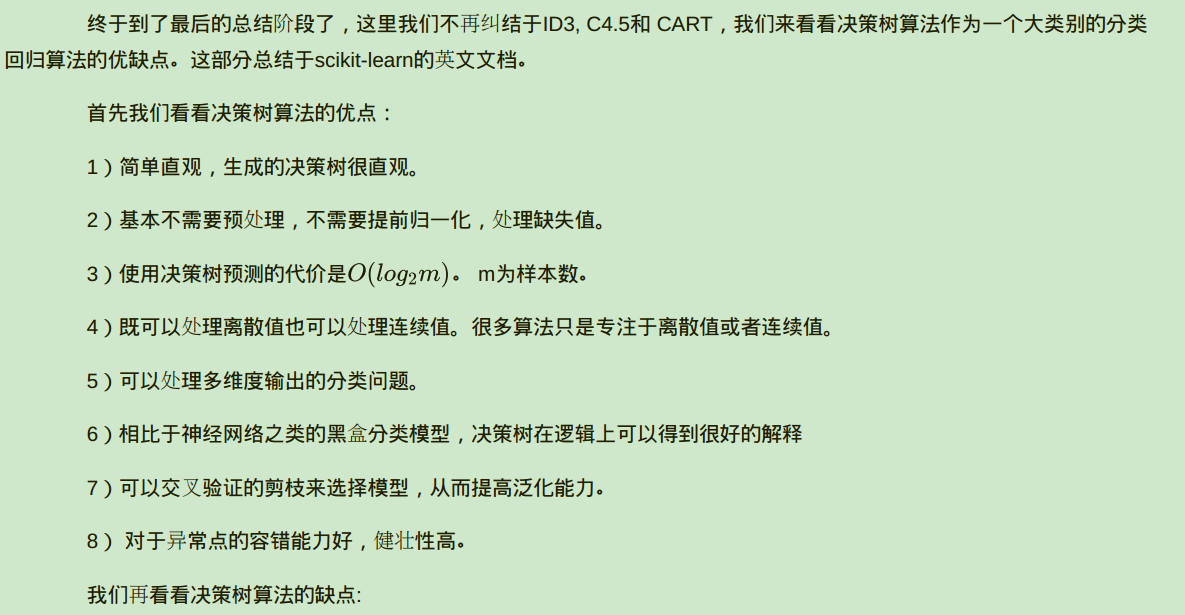 终于到了最后的总结阶段了，这里我们不再纠结于ID3, C4.5和 CART，我们来看看决策树算法作为一个大类别的分类
回归算法的优缺点。这部分总结于scikit-learn的英文文档。
首先我们看看决策树算法的优点：
1）简单直观，生成的决策树很直观。
2）基本不需要预处理，不需要提前归一化，处理缺失值。
3）使用决策树预测的代价是O(log₂m)。 m为样本数。
4）既可以处理离散值也可以处理连续值。很多算法只是专注于离散值或者连续值。
5）可以处理多维度输出的分类问题。
6）相比于神经网络之类的黑盒分类模型，决策树在逻辑上可以得到很好的解释
7）可以交叉验证的剪枝来选择模型，从而提高泛化能力。
8） 对于异常点的容错能力好，健壮性高。
我们再看看决策树算法的缺点: